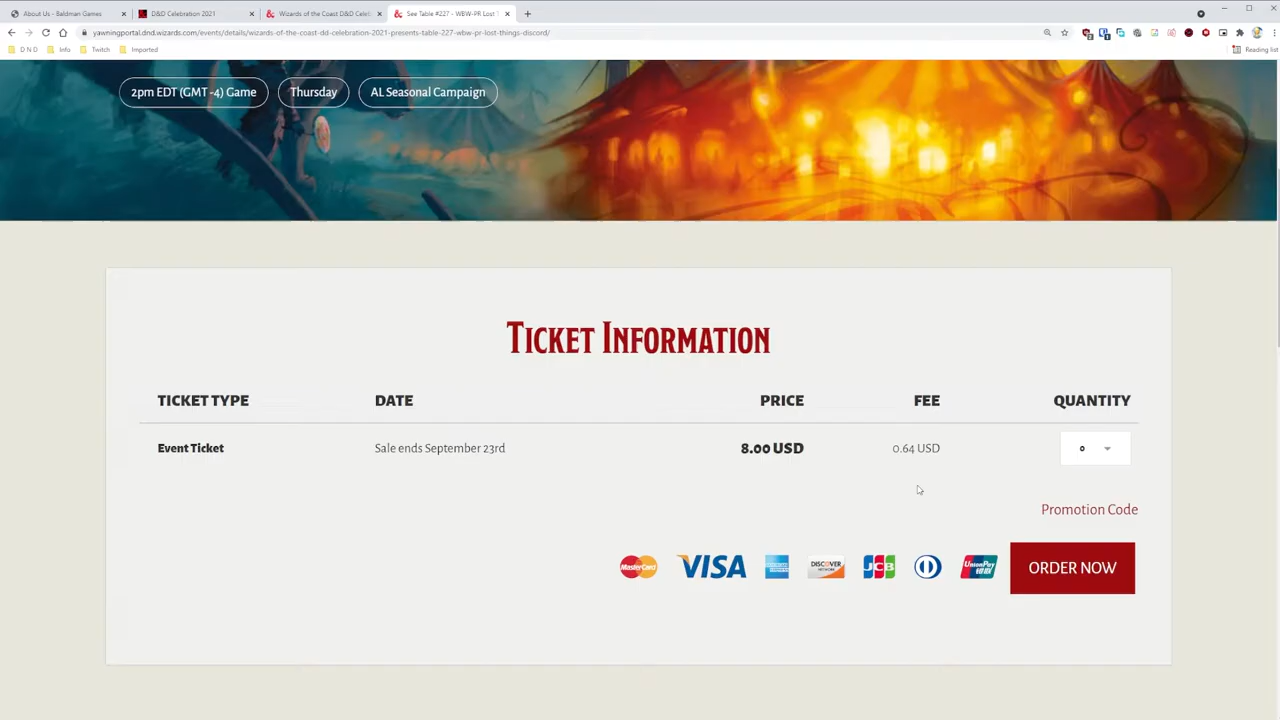 About Us - Baldman Games
D&D Celebration 2021
Wizards of the Coast D&D Celeb
See Table #227 - WBW-PR Lost T
yawningportal.dnd.wizards.com/events/details/wizards-of-the-coast-dd-celebration-2021-presents-table-227-wbw-pr-lost-things-discord/
D N D
Info
Twitch
Imported
Reading list
2pm EDT (GMT -4) Game
Thursday
AL Seasonal Campaign
Ticket Information
TICKET TYPE DATE PRICE FEE QUANTITY
Event Ticket Sale ends September 23rd 8.00 USD 0.64 USD 0
Promotion Code
MasterCard VISA DISCOVER JCB UnionPay ORDER NOW